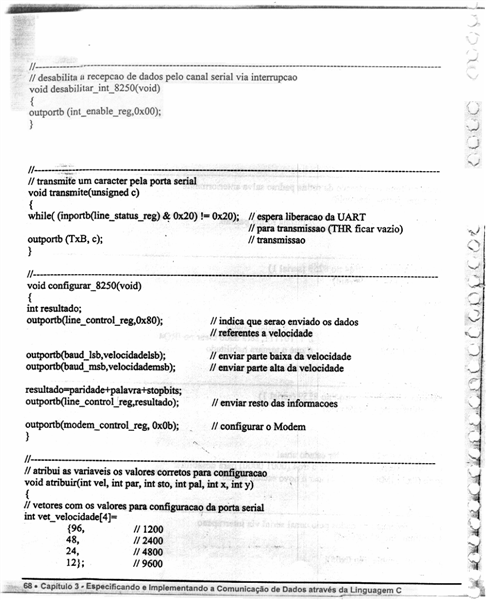 //--------------------------------------------------------------------
// desabilita a recepcao de dados pelo canal serial via interrupcao
void desabilitar_int_8250(void)
{
outportb (int_enable_reg,0x00);
}
//--------------------------------------------------------------------
// transmite um caracter pela porta serial
void transmite(unsigned c)
{
while( (inportb(line_status_reg) & 0x20) != 0x20); // espera liberacao da UART
// para transmissao (THR ficar vazio)
outportb (TxB, c); // transmissao
}
//--------------------------------------------------------------------
void configurar_8250(void)
{
int resultado;
outportb(line_control_reg,0x80); // indica que serao enviado os dados
// referentes a velocidade
outportb(baud_lsb,velocidadelsb); // enviar parte baixa da velocidade
outportb(baud_msb,velocidademsb); // enviar parte alta da velocidade
resultado=paridade+palavra+stopbits;
outportb(line_control_reg,resultado); // enviar resto das informacoes
outportb(modem_control_reg, 0x0b); // configurar o Modem
}
//--------------------------------------------------------------------
// atribui as variaveis os valores corretos para configuracao
void atribuir(int vel, int par, int sto, int pal, int x, int y)
{
// vetores com os valores para configuracao da porta serial
int vet_velocidade[4]=
{96, // 1200
48, // 2400
24, // 4800
12}; // 9600
68 • Capítulo 3 - Especificando e Implementando a Comunicação de Dados através da Linguagem C